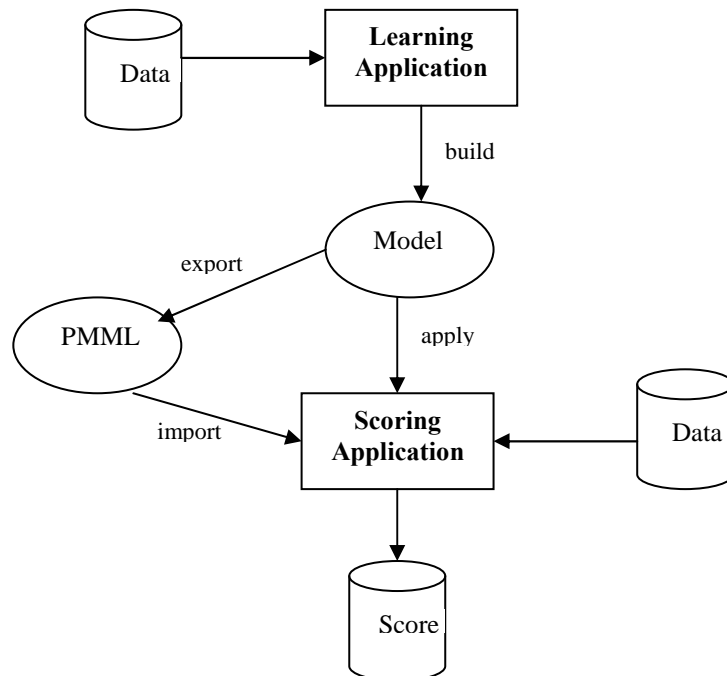 Learning
Application
Data
build
Model
export
PMML
apply
Scoring
Application
import
Data
Score